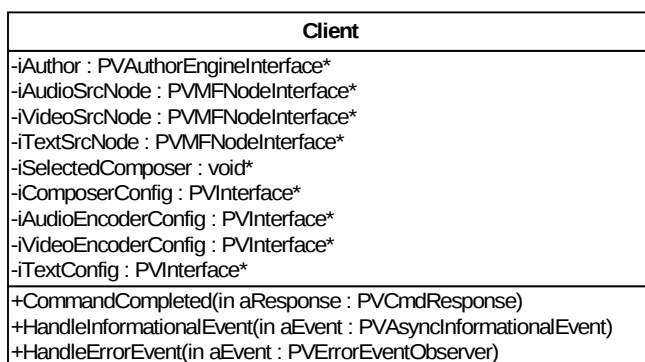 Client
-iAuthor : PVAuthorEngineInterface*
-iAudioSrcNode : PVMFNodeInterface*
-iVideoSrcNode : PVMFNodeInterface*
-iTextSrcNode : PVMFNodeInterface*
-iSelectedComposer : void*
-iComposerConfig : PVInterface*
-iAudioEncoderConfig : PVInterface*
-iVideoEncoderConfig : PVInterface*
-iTextConfig : PVInterface*
+CommandCompleted(in aResponse : PVCmdResponse)
+HandleInformationalEvent(in aEvent : PVAsyncInformationalEvent)
+HandleErrorEvent(in aEvent : PVErrorEventObserver)